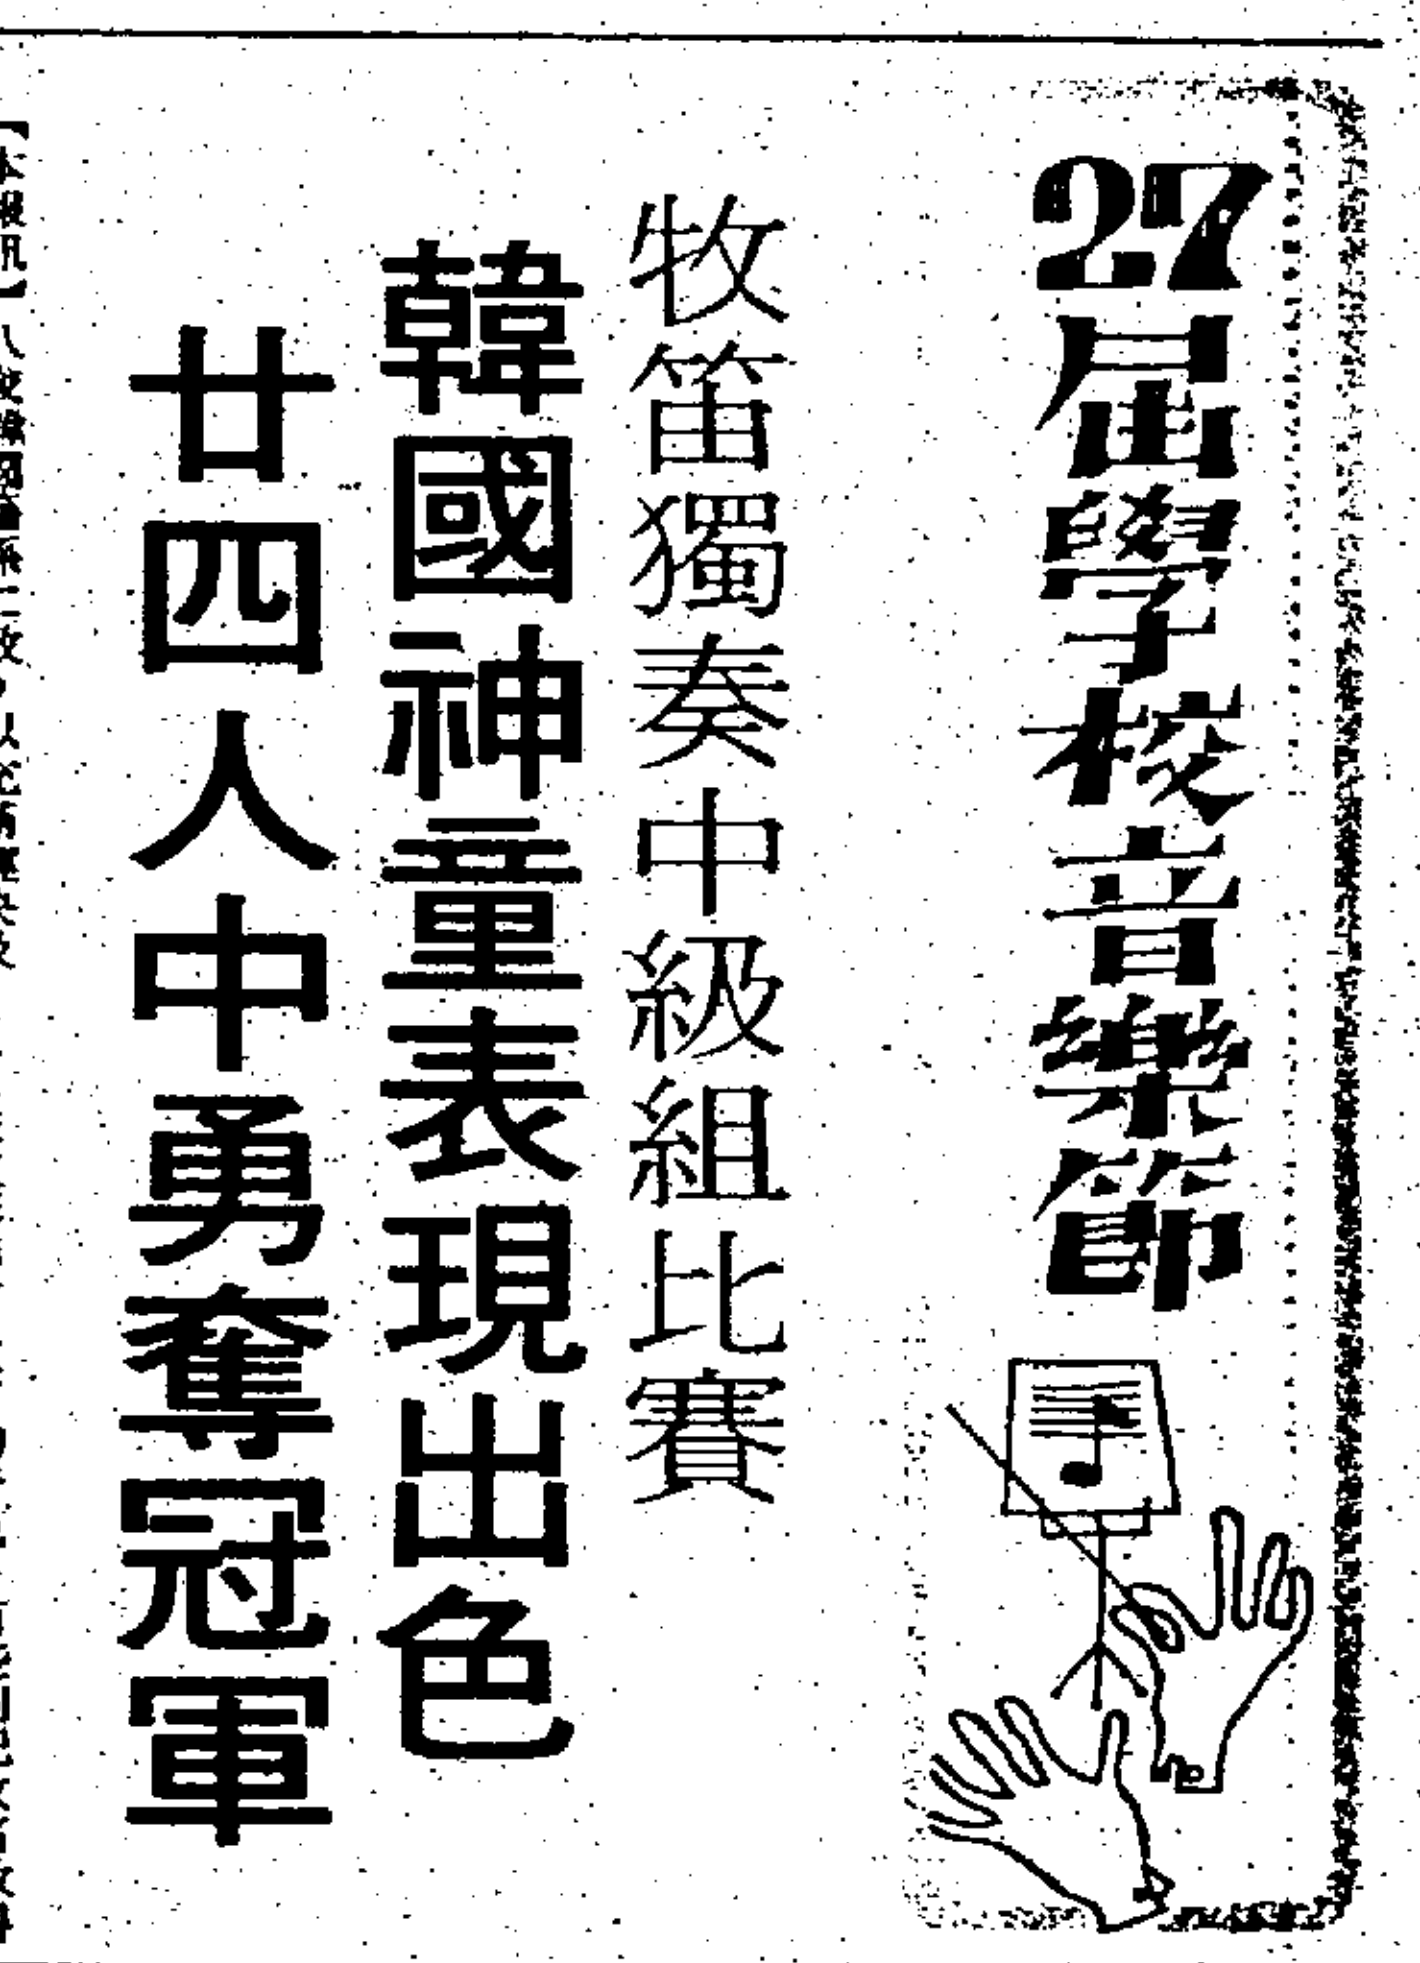 27屆學校音樂節
牧笛獨奏中級組比賽
韓國神童表現出色
廿四人中勇奪冠軍
【本報訊】八